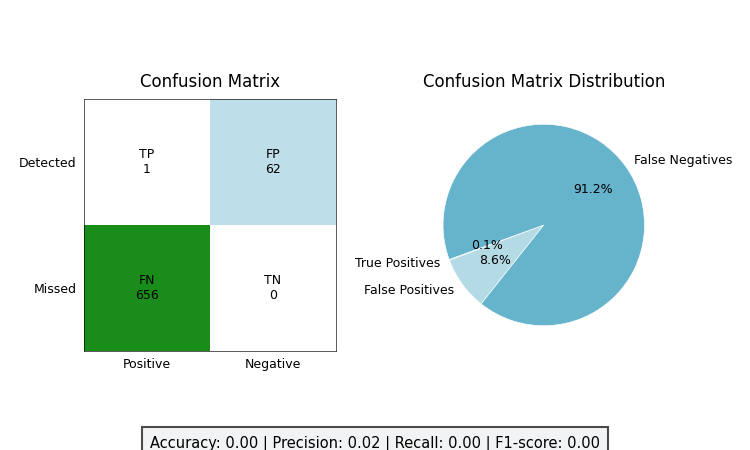 Confusion Matrix
Detected
TP
1
FP
62
Missed
FN
656
TN
0
Positive
Negative
Confusion Matrix Distribution
False Negatives
91.2%
0.1%
True Positives
8.6%
False Positives
Accuracy: 0.00 | Precision: 0.02 | Recall: 0.00 | F1-score: 0.00